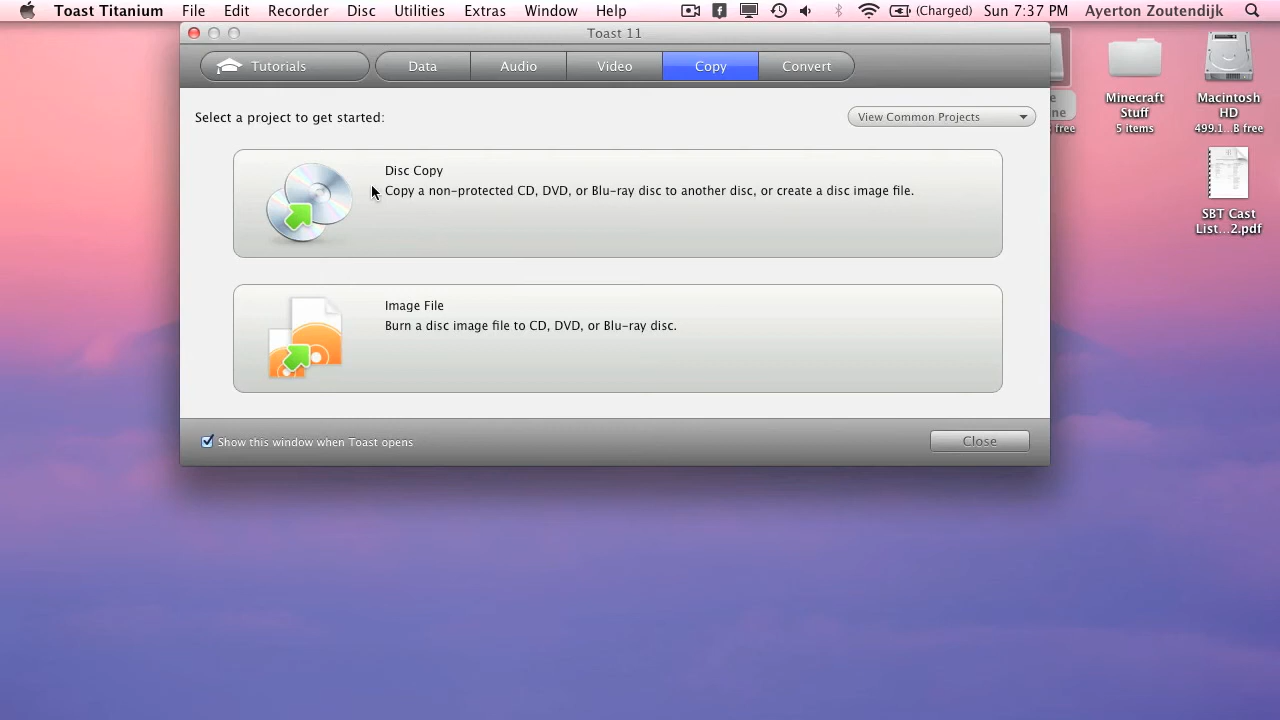 Toast Titanium File Edit Recorder Disc Utilities Extras Window Help (Charged) Sun 7:37 PM Ayerton Zoutendijk
Toast 11
Tutorials Data Audio Video Copy Convert
Select a project to get started:
View Common Projects
Disc Copy
Copy a non-protected CD, DVD, or Blu-ray disc to another disc, or create a disc image file.
Image File
Burn a disc image file to CD, DVD, or Blu-ray disc.
Show this window when Toast opens
Close
free
Minecraft
Stuff
5 items
Macintosh
HD
499.1...B free
SBT Cast
List...2.pdf